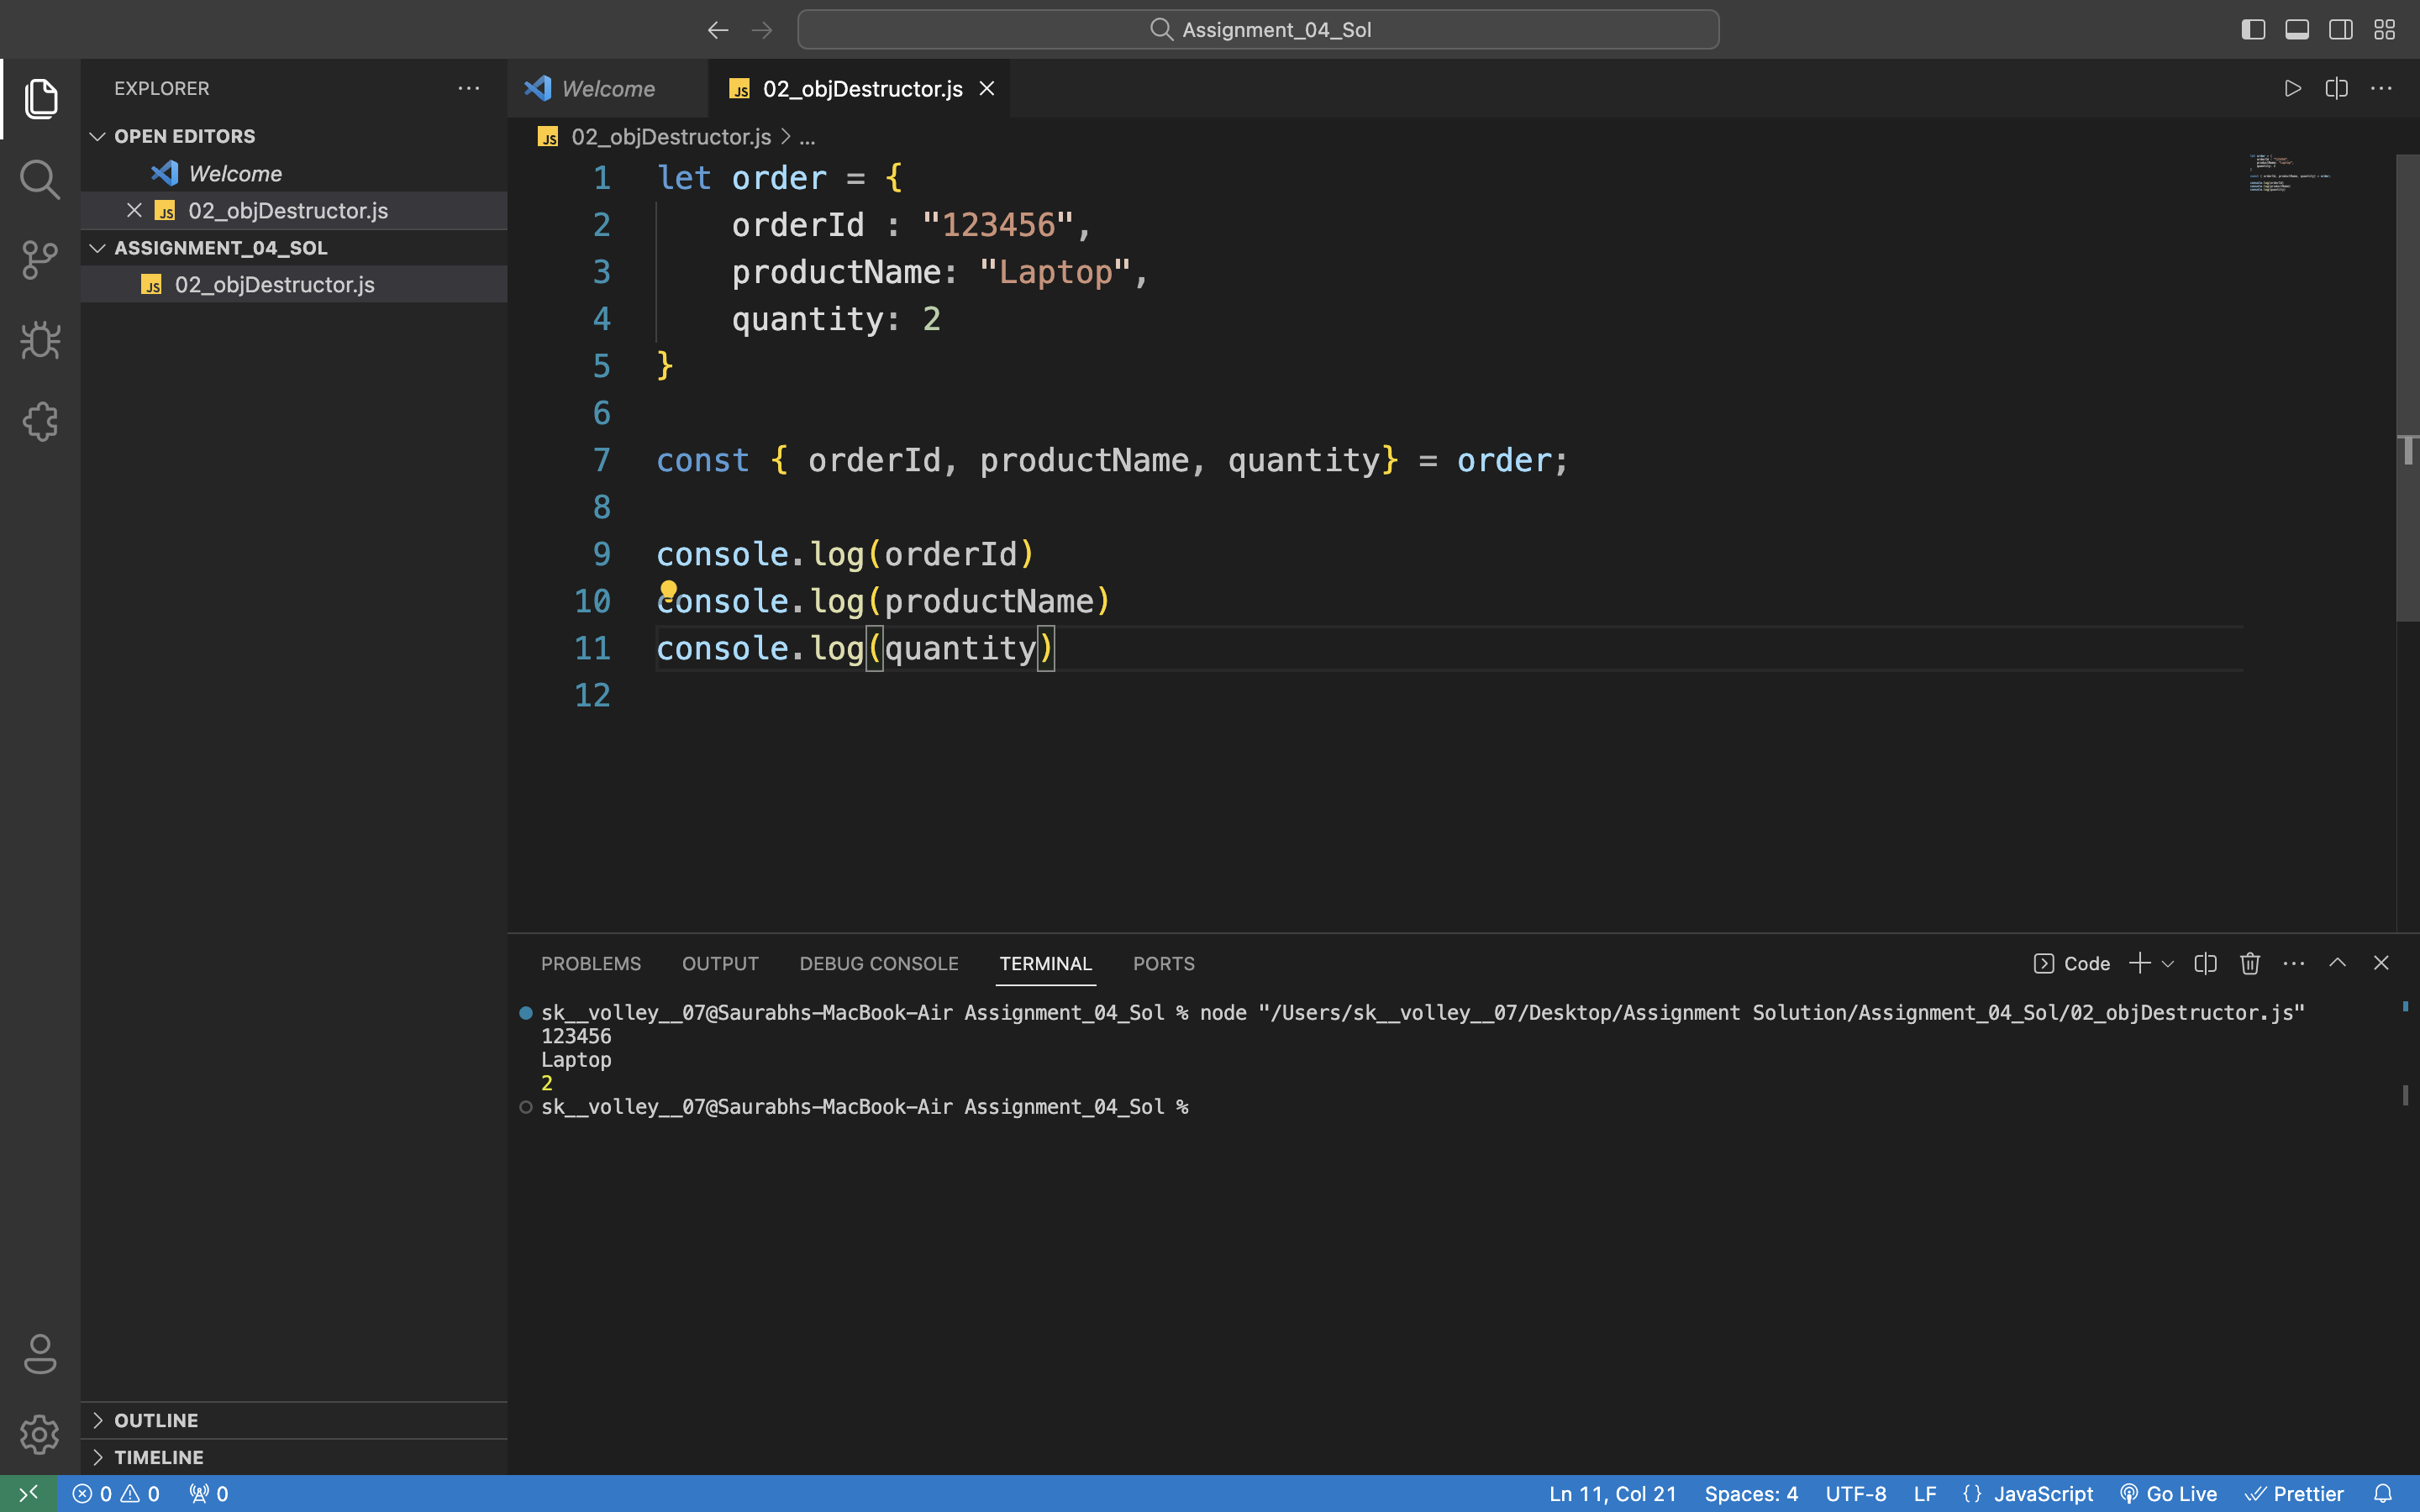 Assignment_04_Sol
EXPLORER
Welcome
02_objDestructor.js
OPEN EDITORS
Welcome
02_objDestructor.js
ASSIGNMENT_04_SOL
02_objDestructor.js
02_objDestructor.js > ...
1 let order = {
2     orderId : "123456",
3     productName: "Laptop",
4     quantity: 2
5 }
6
7 const { orderId, productName, quantity} = order;
8
9 console.log(orderId)
10 console.log(productName)
11 console.log(quantity)
12
PROBLEMS OUTPUT DEBUG CONSOLE TERMINAL PORTS Code
sk__volley__07@Saurabhs-MacBook-Air Assignment_04_Sol % node "/Users/sk__volley__07/Desktop/Assignment Solution/Assignment_04_Sol/02_objDestructor.js"
123456
Laptop
2
sk__volley__07@Saurabhs-MacBook-Air Assignment_04_Sol %
OUTLINE
TIMELINE
0 0 0 Ln 11, Col 21 Spaces: 4 UTF-8 LF {} JavaScript Go Live Prettier